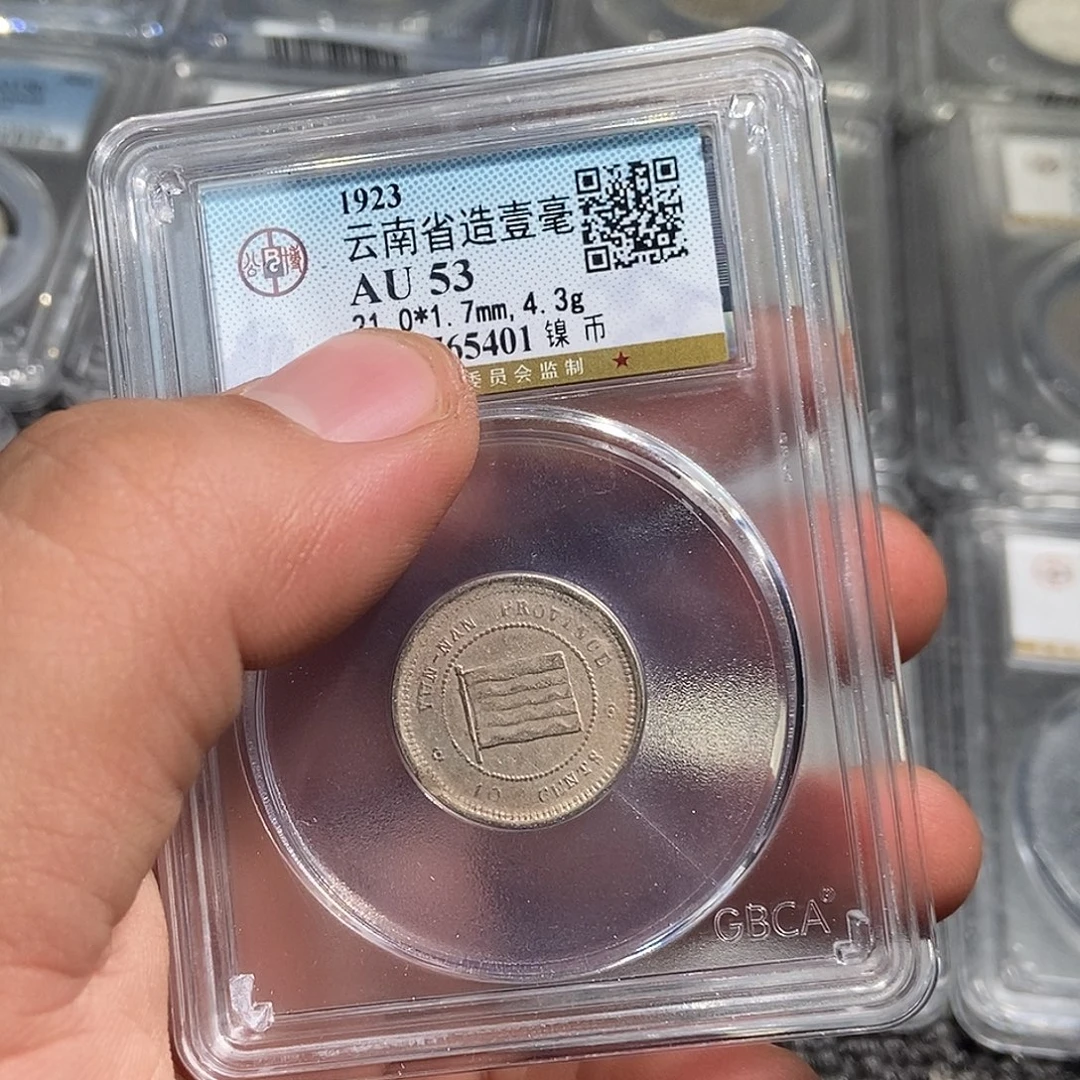 1923
云南省造壹毫
AU 53
21.0*1.7mm,4.3g
65401 镍币
委员会监制
YUN-NAN PROVINCE
10 CENTS
GBCA®